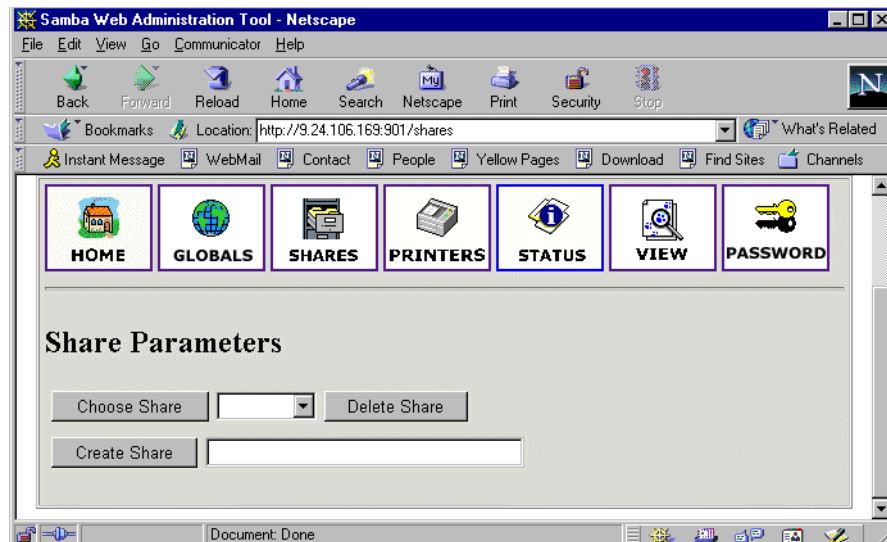 Samba Web Administration Tool - Netscape
File Edit View Go Communicator Help
My
N
Back Forward Reload Home Search Netscape Print Security Stop
Bookmarks Location: http://9.24.106.169:901/shares What's Related
Instant Message WebMail Contact People Yellow Pages Download Find Sites Channels
HOME GLOBALS SHARES PRINTERS STATUS VIEW PASSWORD
Share Parameters
Choose Share Delete Share
Create Share
Document: Done